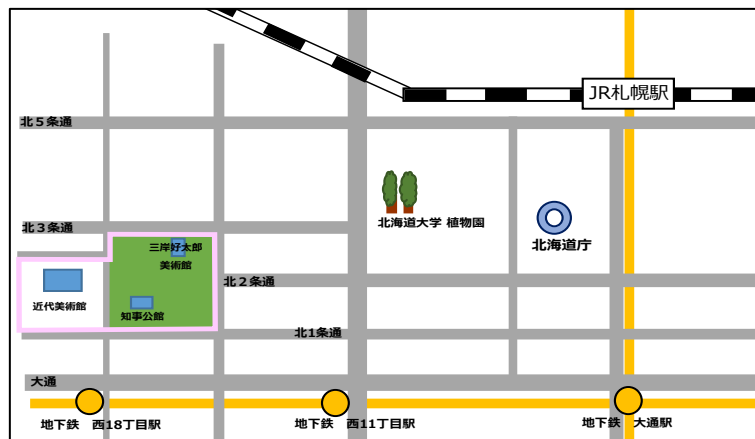 JR札幌駅
北５条通
北海道大学 植物園
北３条通
三岸好太郎
美術館
北海道庁
北２条通
近代美術館
知事公館
北1条通
大通
地下鉄　西18丁目駅
地下鉄　西11丁目駅
地下鉄　大通駅